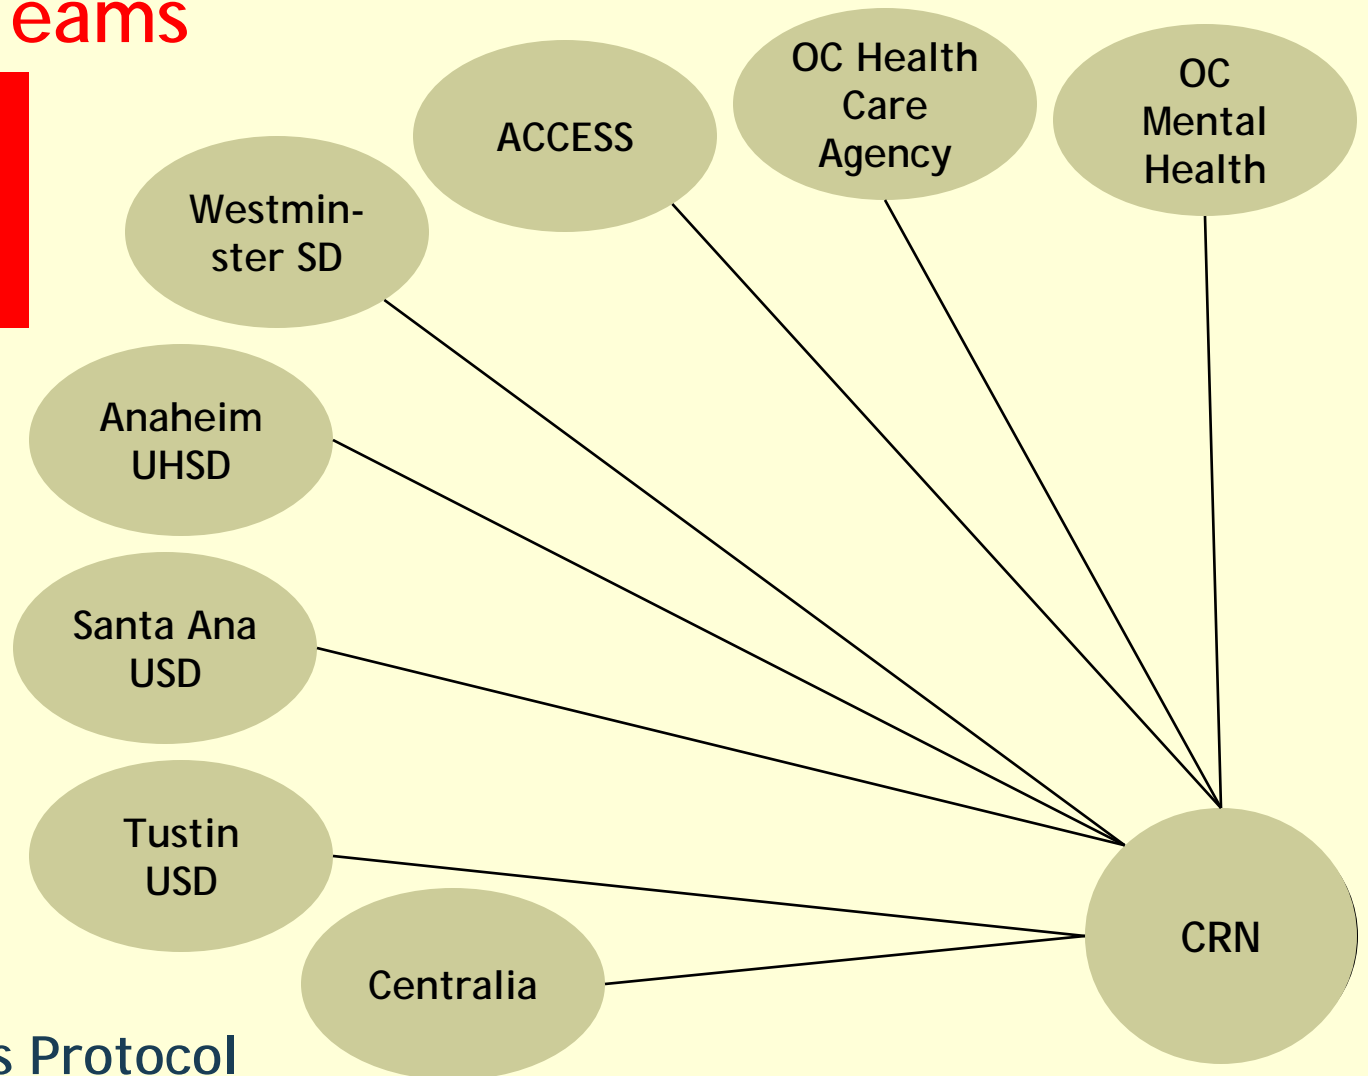 eams
OC Health
Care
Agency
OC
Mental
Health
ACCESS
Westmin-
ster SD
Anaheim
UHSD
Santa Ana
USD
Tustin
USD
CRN
Centralia
s Protocol